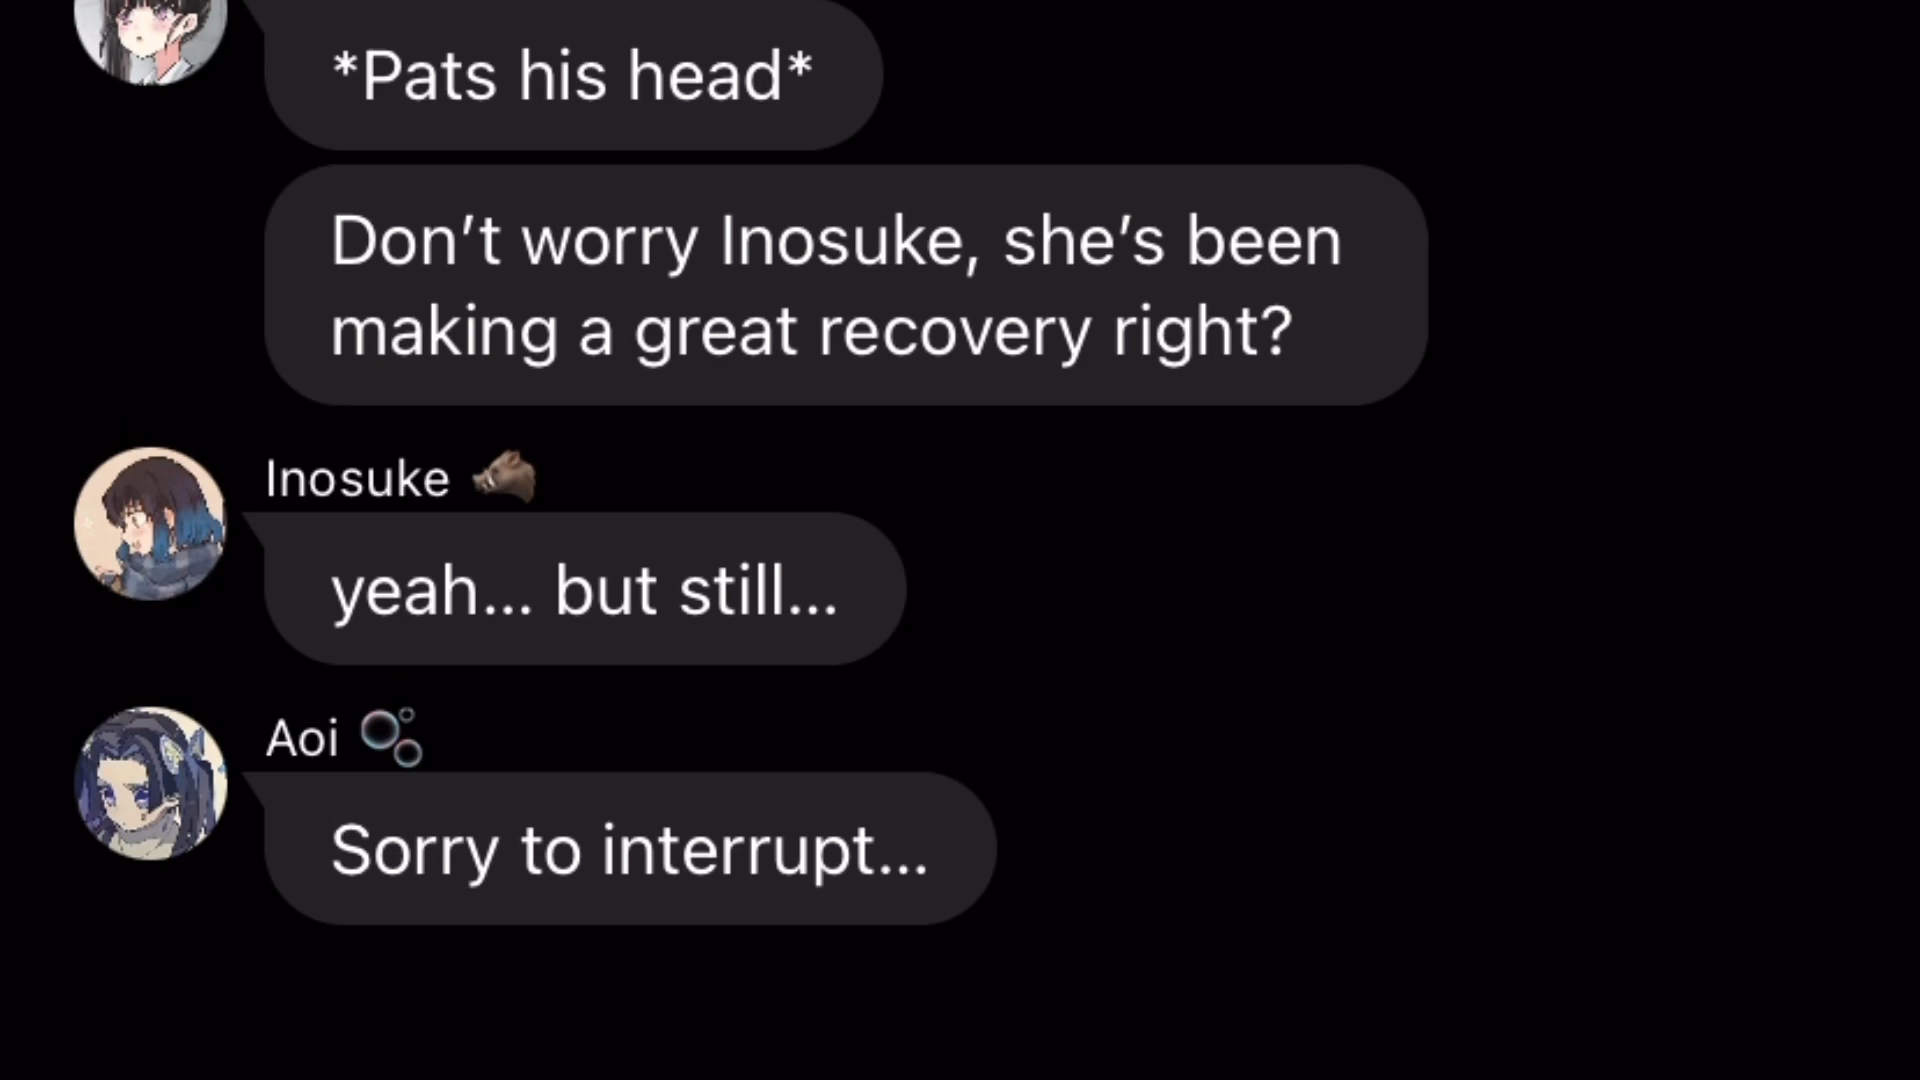 *Pats his head*
Don’t worry Inosuke, she’s been
making a great recovery right?
Inosuke 🐗
yeah... but still...
Aoi 🫧
Sorry to interrupt...